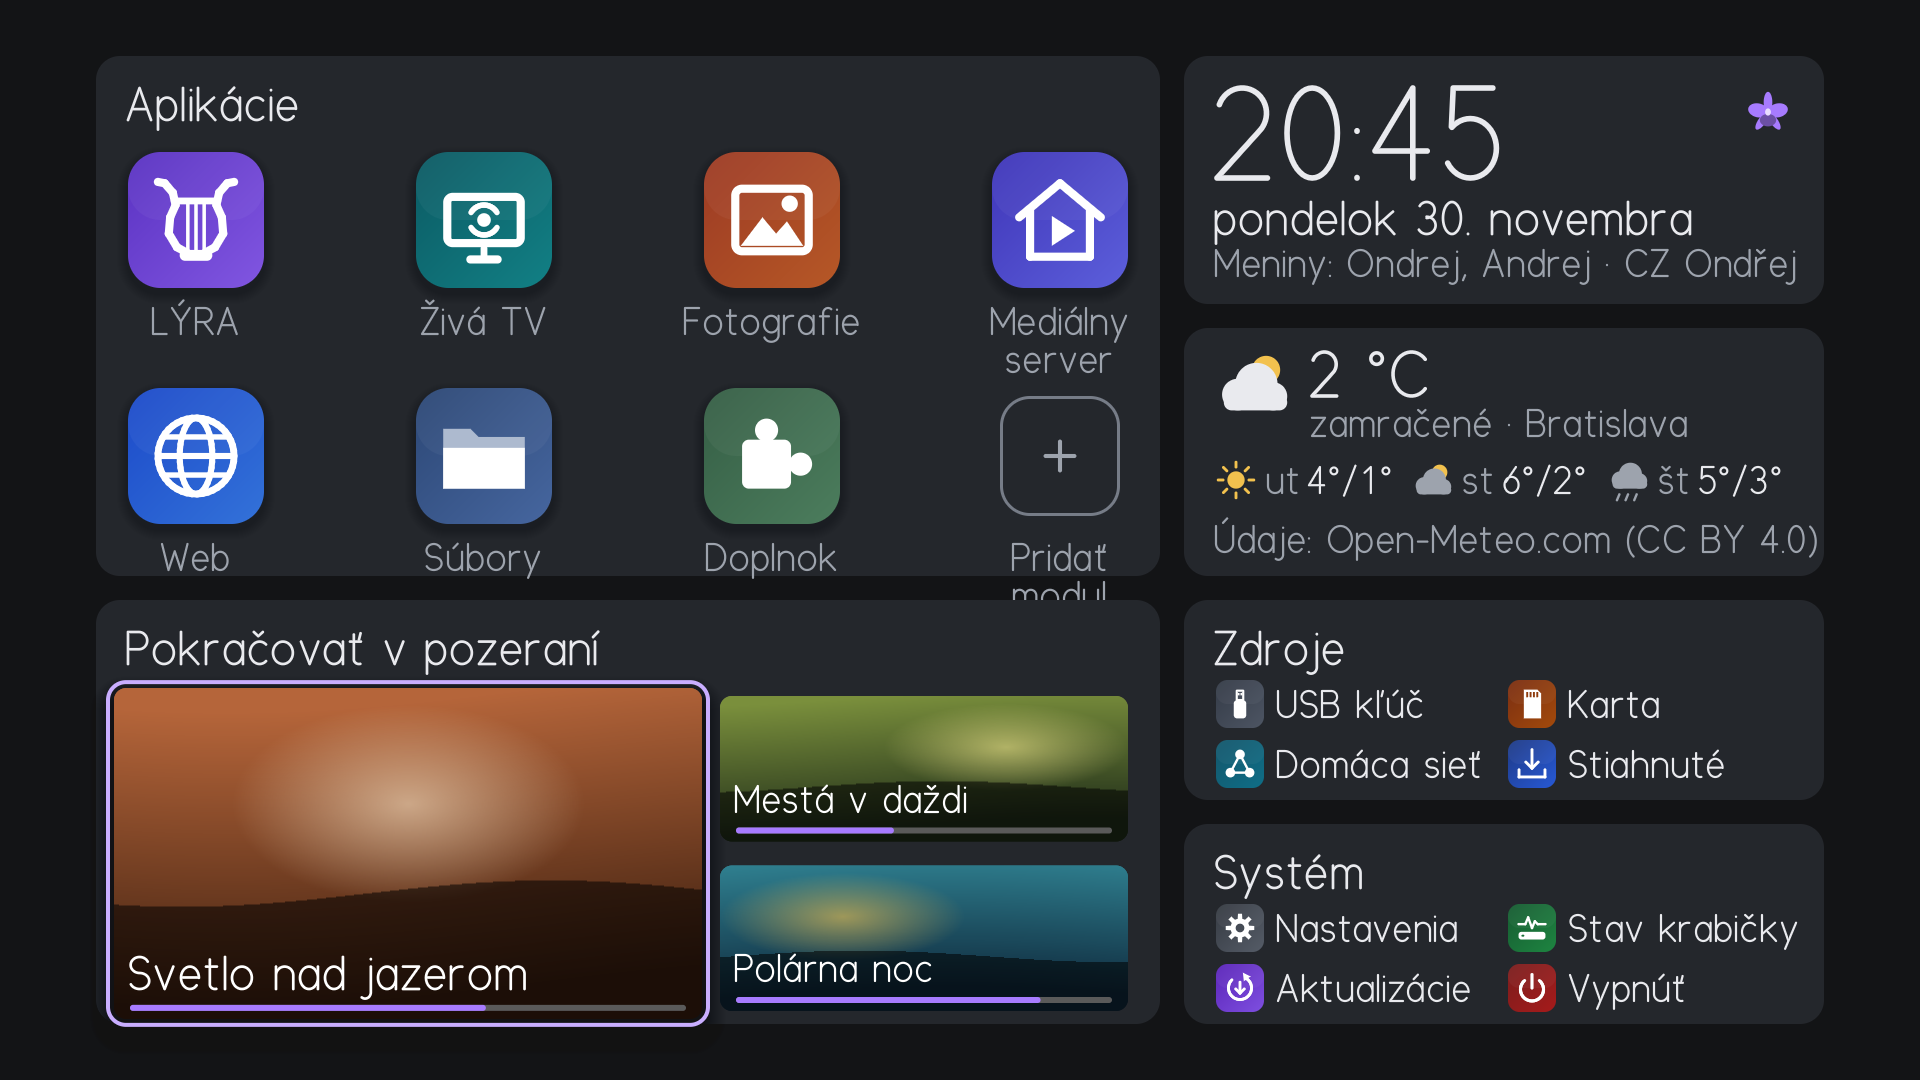 Aplikácie
LÝRA
Živá TV
Fotografie
Mediálny
server
Web
Súbory
Doplnok
Pridať
modul
20:45
pondelok 30. novembra
Meniny: Ondrej, Andrej · CZ Ondřej
2 °C
zamračené · Bratislava
ut 4°/1° st 6°/2° št 5°/3°
Údaje: Open-Meteo.com (CC BY 4.0)
Pokračovať v pozeraní
Svetlo nad jazerom
Mestá v daždi
Polárna noc
Zdroje
USB kľúč
Karta
Domáca sieť
Stiahnuté
Systém
Nastavenia
Stav krabičky
Aktualizácie
Vypnúť